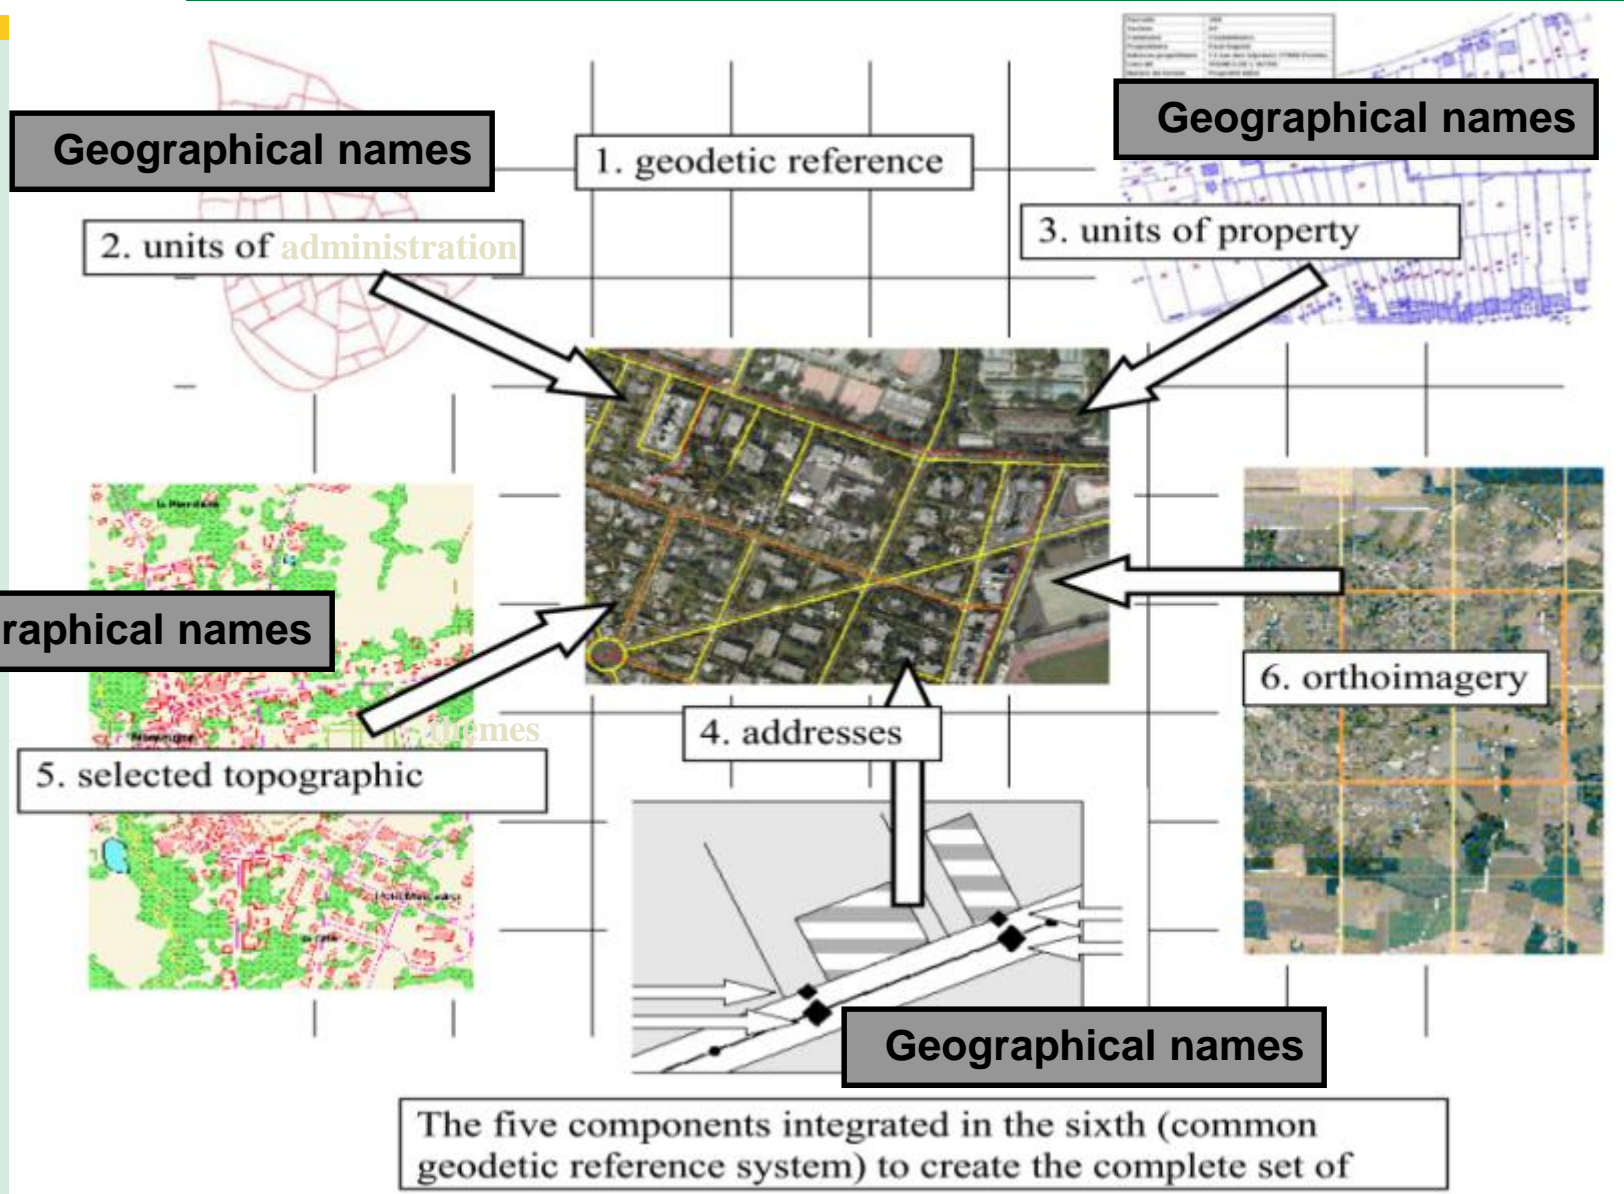 Geographical names
Geographical names
1. geodetic reference
2. units of administration
3. units of property
raphical names
themes
4. addresses
6. orthoimagery
5. selected topographic
Geographical names
The five components integrated in the sixth (common
geodetic reference system) to create the complete set of